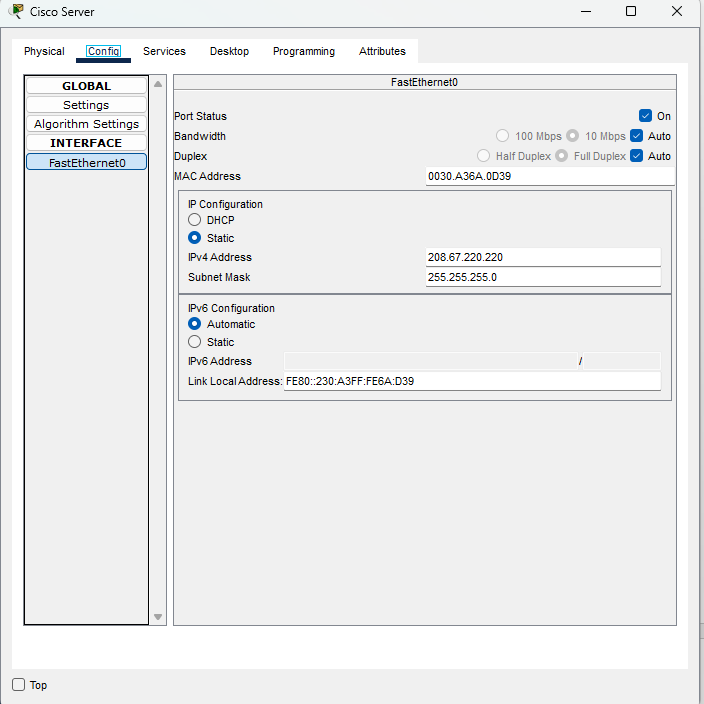 Cisco Server
Physical Config Services Desktop Programming Attributes
GLOBAL
Settings
Algorithm Settings
INTERFACE
FastEthernet0
FastEthernet0
Port Status On
Bandwidth 100 Mbps 10 Mbps Auto
Duplex Half Duplex Full Duplex Auto
MAC Address 0030.A36A.0D39
IP Configuration
DHCP
Static
IPv4 Address 208.67.220.220
Subnet Mask 255.255.255.0
IPv6 Configuration
Automatic
Static
IPv6 Address /
Link Local Address: FE80::230:A3FF:FE6A:D39
Top